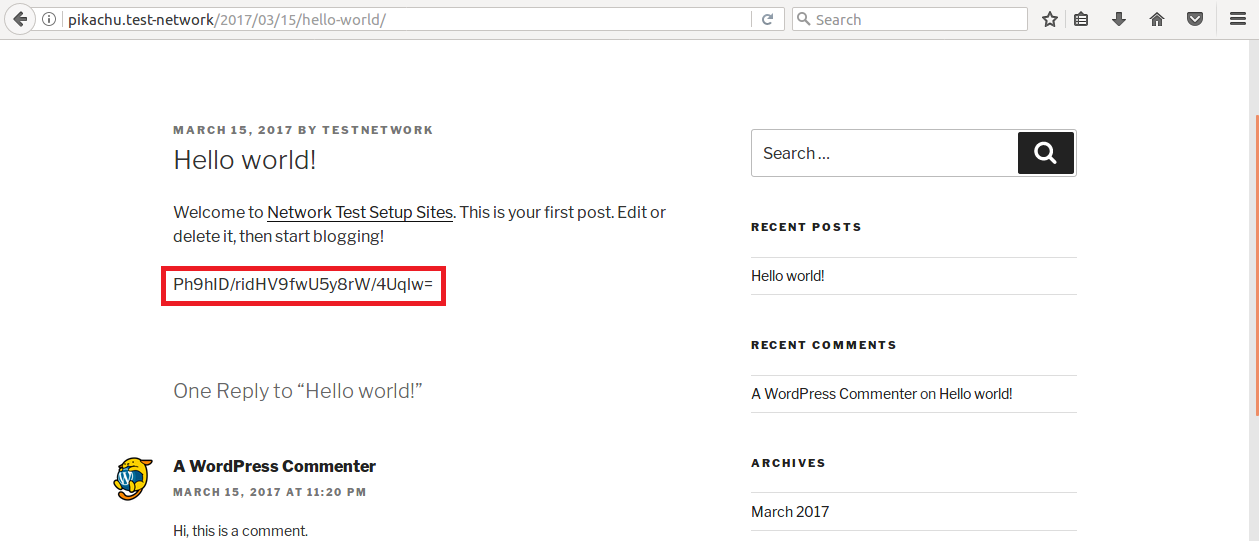 pikachu.test-network/2017/03/15/hello-world/
Search
MARCH 15, 2017 BY TESTNETWORK
Hello world!
Welcome to Network Test Setup Sites. This is your first post. Edit or
delete it, then start blogging!
Ph9hID/ridHV9fwU5y8rW/4UqIw=
One Reply to “Hello world!”
A WordPress Commenter
MARCH 15, 2017 AT 11:20 PM
Hi, this is a comment.
Search …
RECENT POSTS
Hello world!
RECENT COMMENTS
A WordPress Commenter on Hello world!
ARCHIVES
March 2017